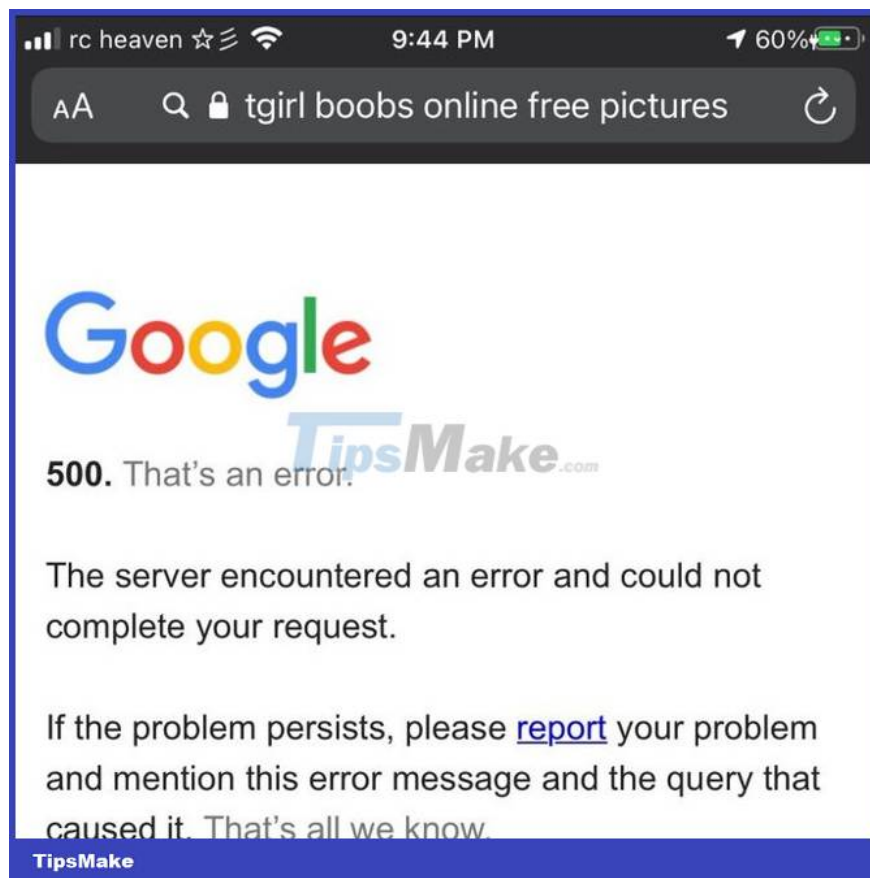 rc heaven ☆彡 9:44 PM 60%
AA tgirl boobs online free pictures
Google
TipsMake.com
500. That's an error.
The server encountered an error and could not
complete your request.
If the problem persists, please report your problem
and mention this error message and the query that
caused it. That's all we know.
TipsMake